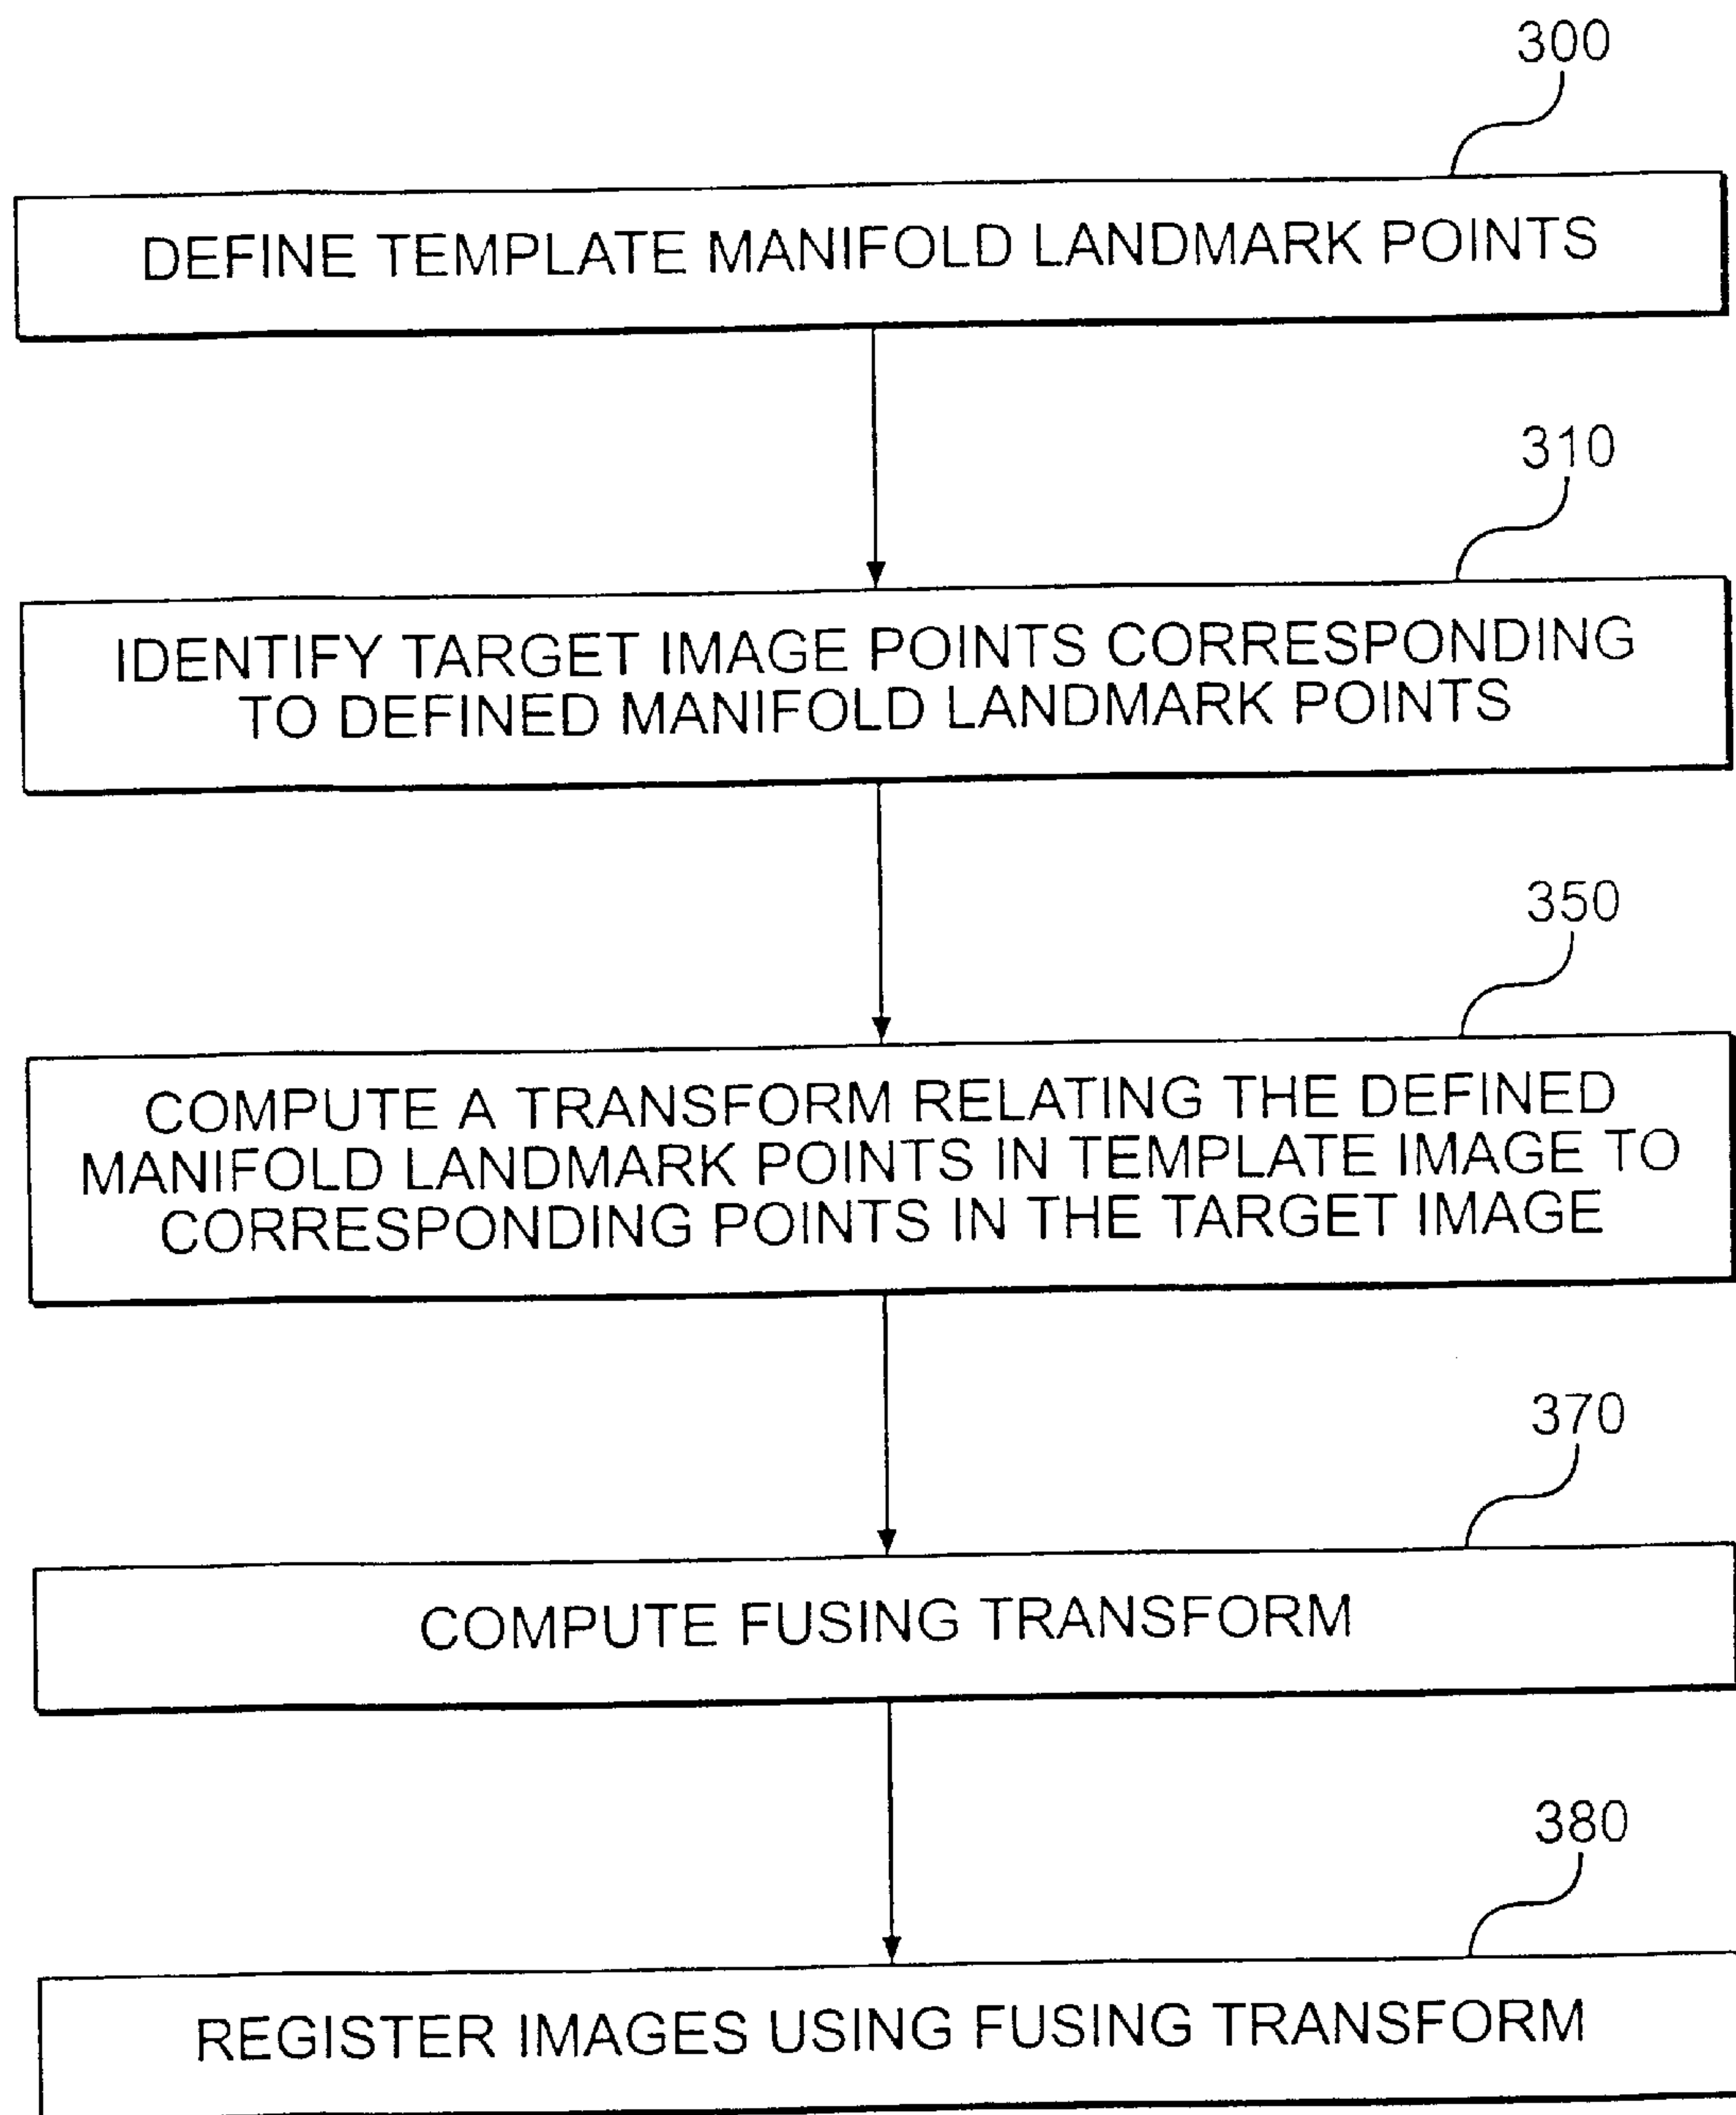 300
DEFINE TEMPLATE MANIFOLD LANDMARK POINTS
310
IDENTIFY TARGET IMAGE POINTS CORRESPONDING
TO DEFINED MANIFOLD LANDMARK POINTS
350
COMPUTE A TRANSFORM RELATING THE DEFINED
MANIFOLD LANDMARK POINTS IN TEMPLATE IMAGE TO
CORRESPONDING POINTS IN THE TARGET IMAGE
370
COMPUTE FUSING TRANSFORM
380
REGISTER IMAGES USING FUSING TRANSFORM